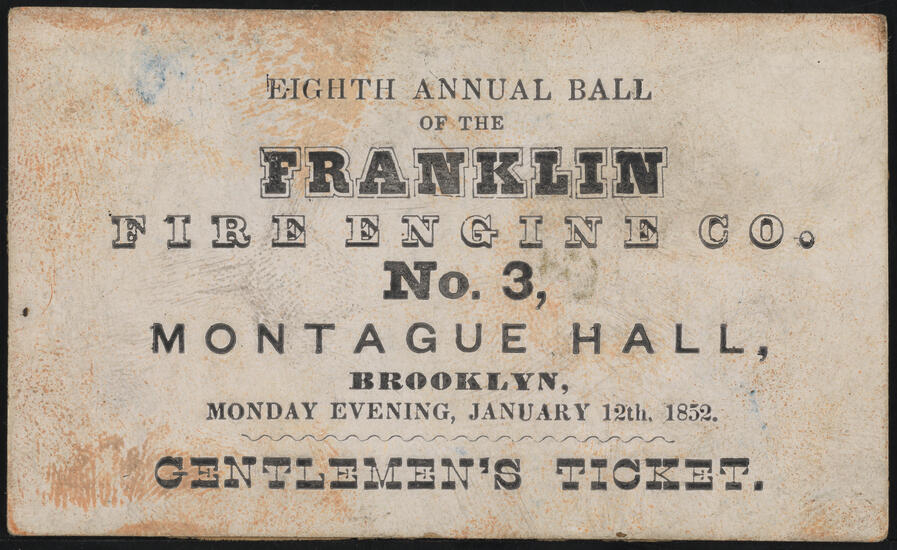 EIGHTH ANNUAL BALL
OF THE
FRANKLIN
FIRE ENGINE CO.
No. 3,
MONTAGUE HALL,
BROOKLYN,
MONDAY EVENING, JANUARY 12th, 1852.
GENTLEMEN'S TICKET.